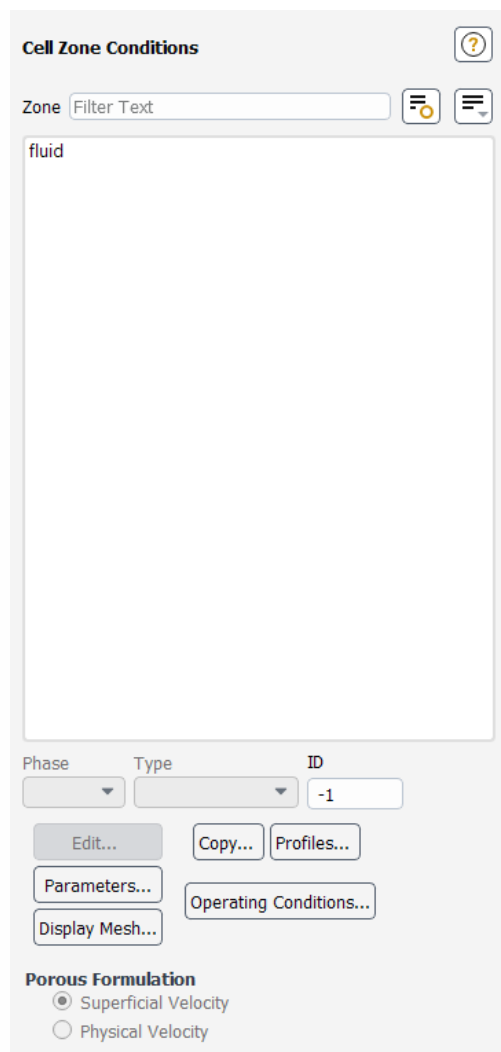 Cell Zone Conditions
?
Zone Filter Text
fluid
Phase Type ID
-1
Edit... Copy... Profiles...
Parameters...
Operating Conditions...
Display Mesh...
Porous Formulation
Superficial Velocity
Physical Velocity